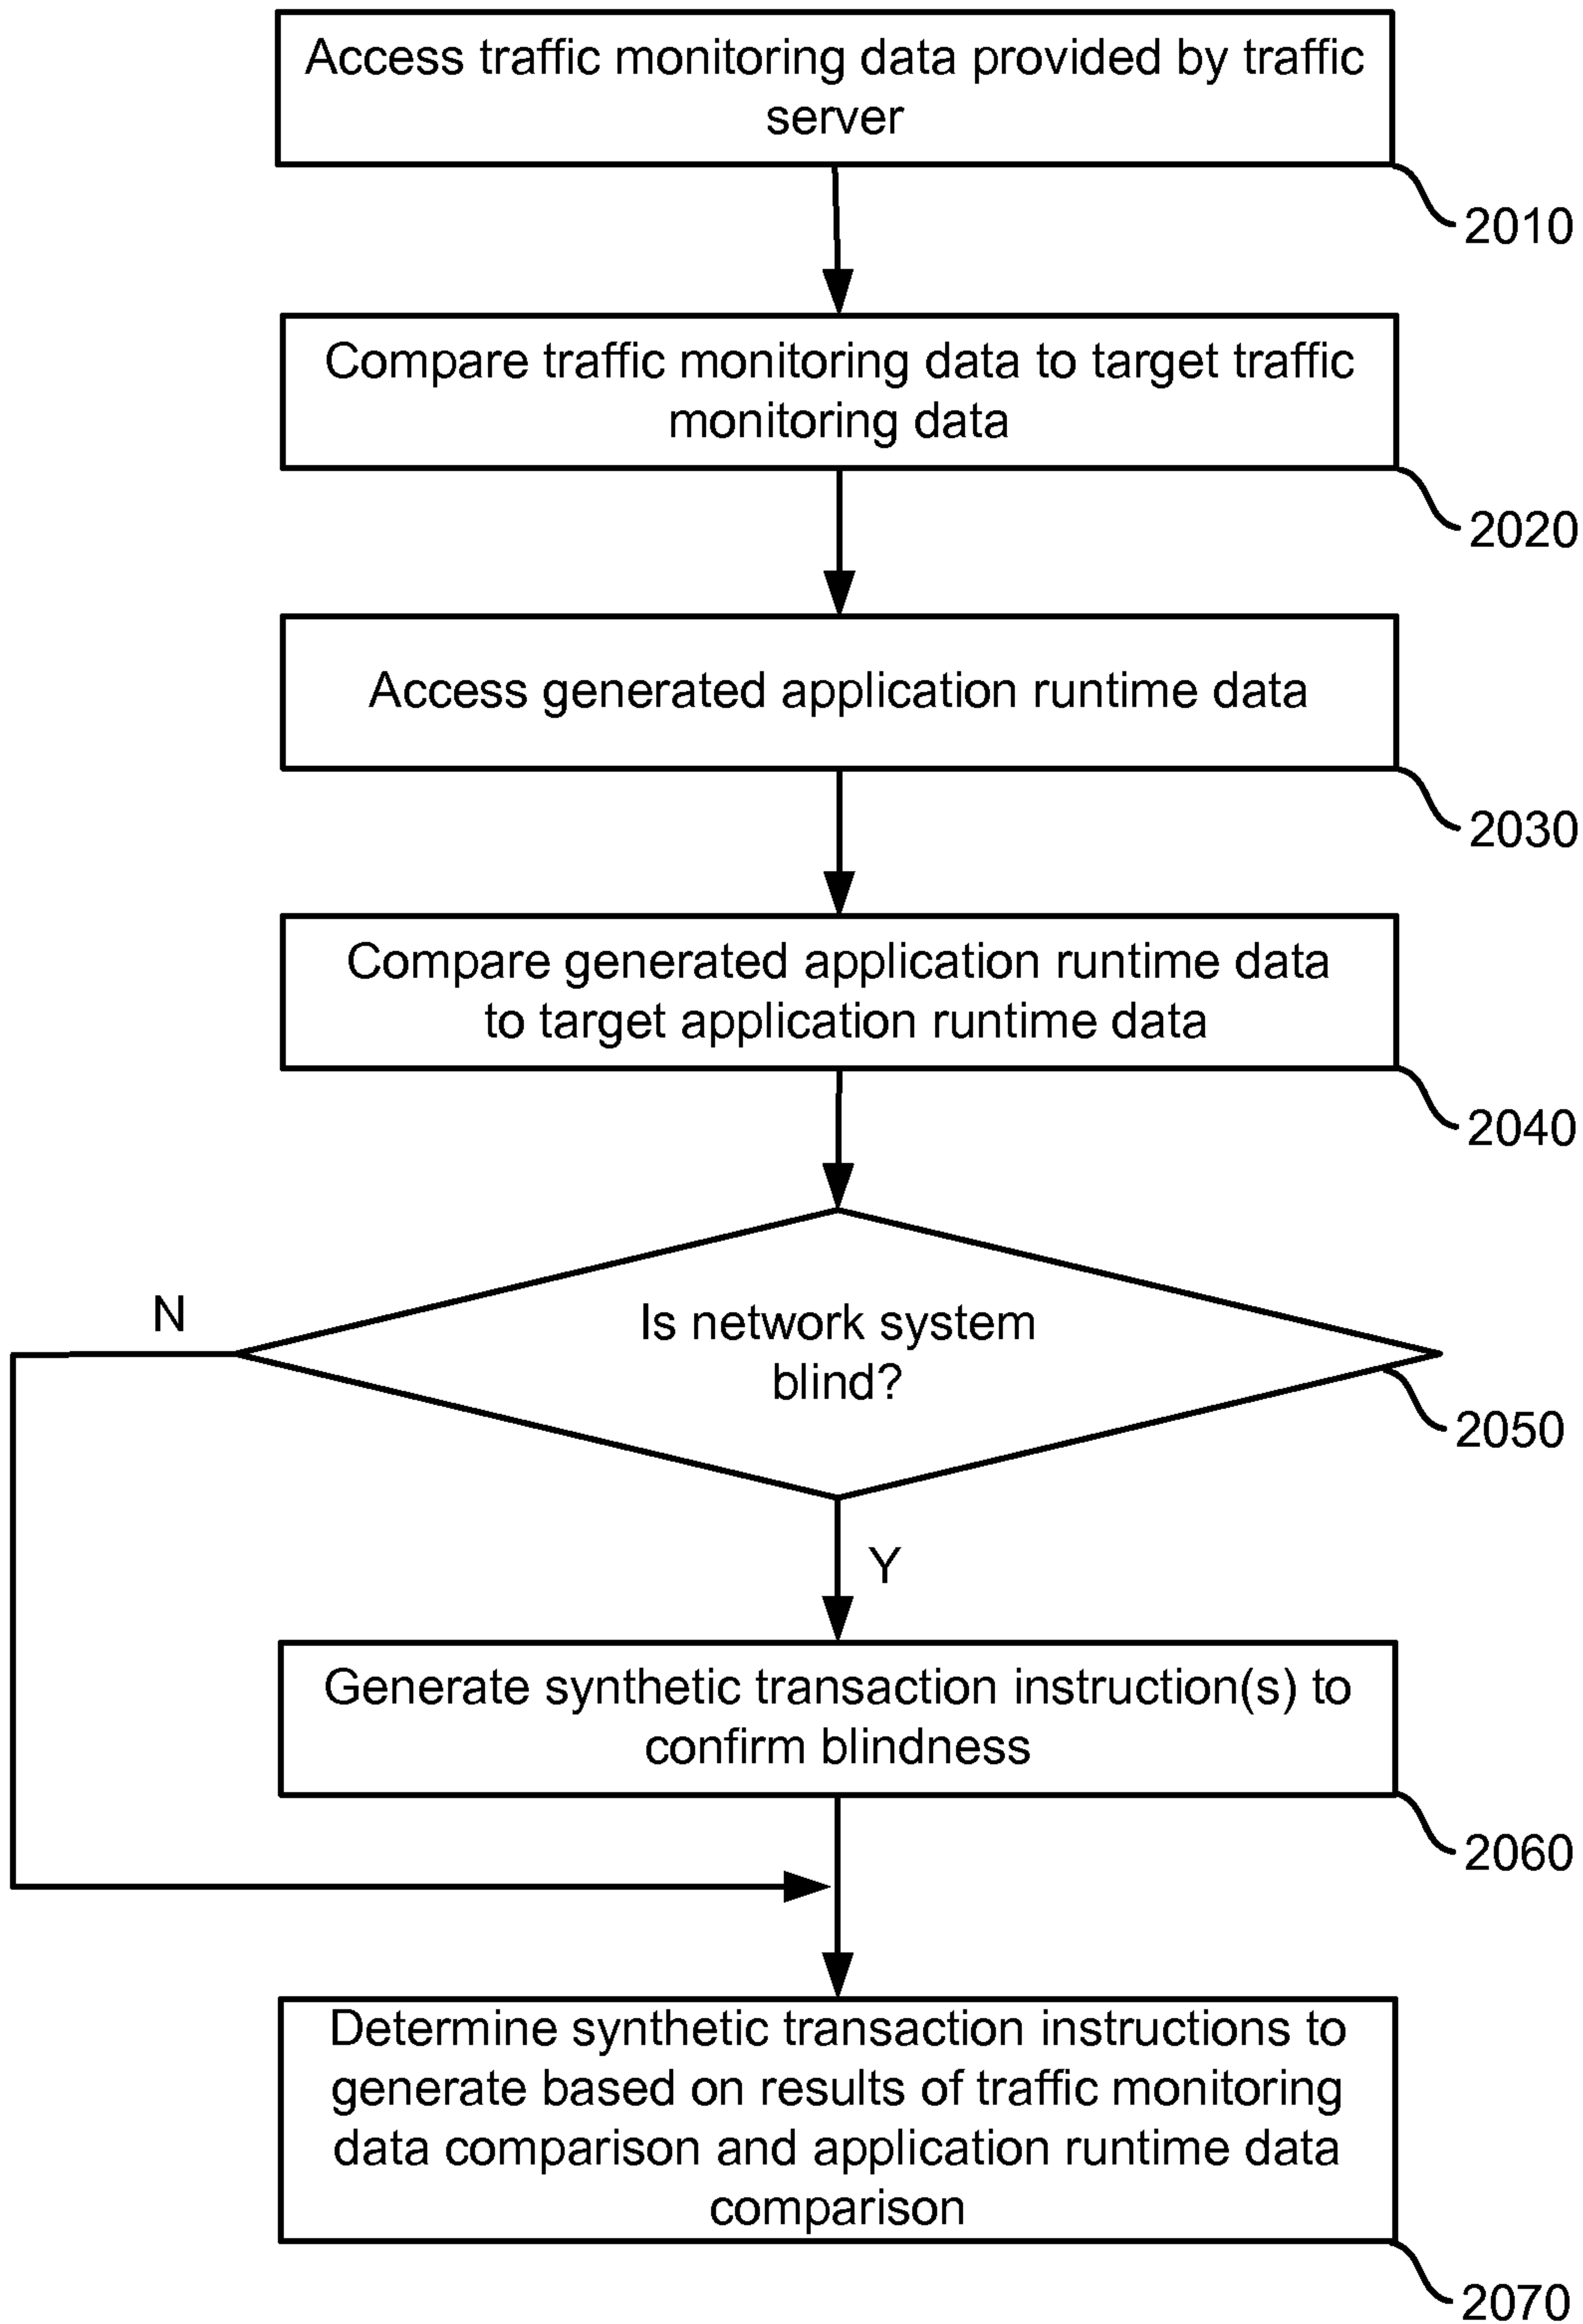 Access traffic monitoring data provided by traffic
server
2010
Compare traffic monitoring data to target traffic
monitoring data
2020
Access generated application runtime data
2030
Compare generated application runtime data
to target application runtime data
2040
N
Is network system
blind?
2050
Y
Generate synthetic transaction instruction(s) to
confirm blindness
2060
Determine synthetic transaction instructions to
generate based on results of traffic monitoring
data comparison and application runtime data
comparison
2070